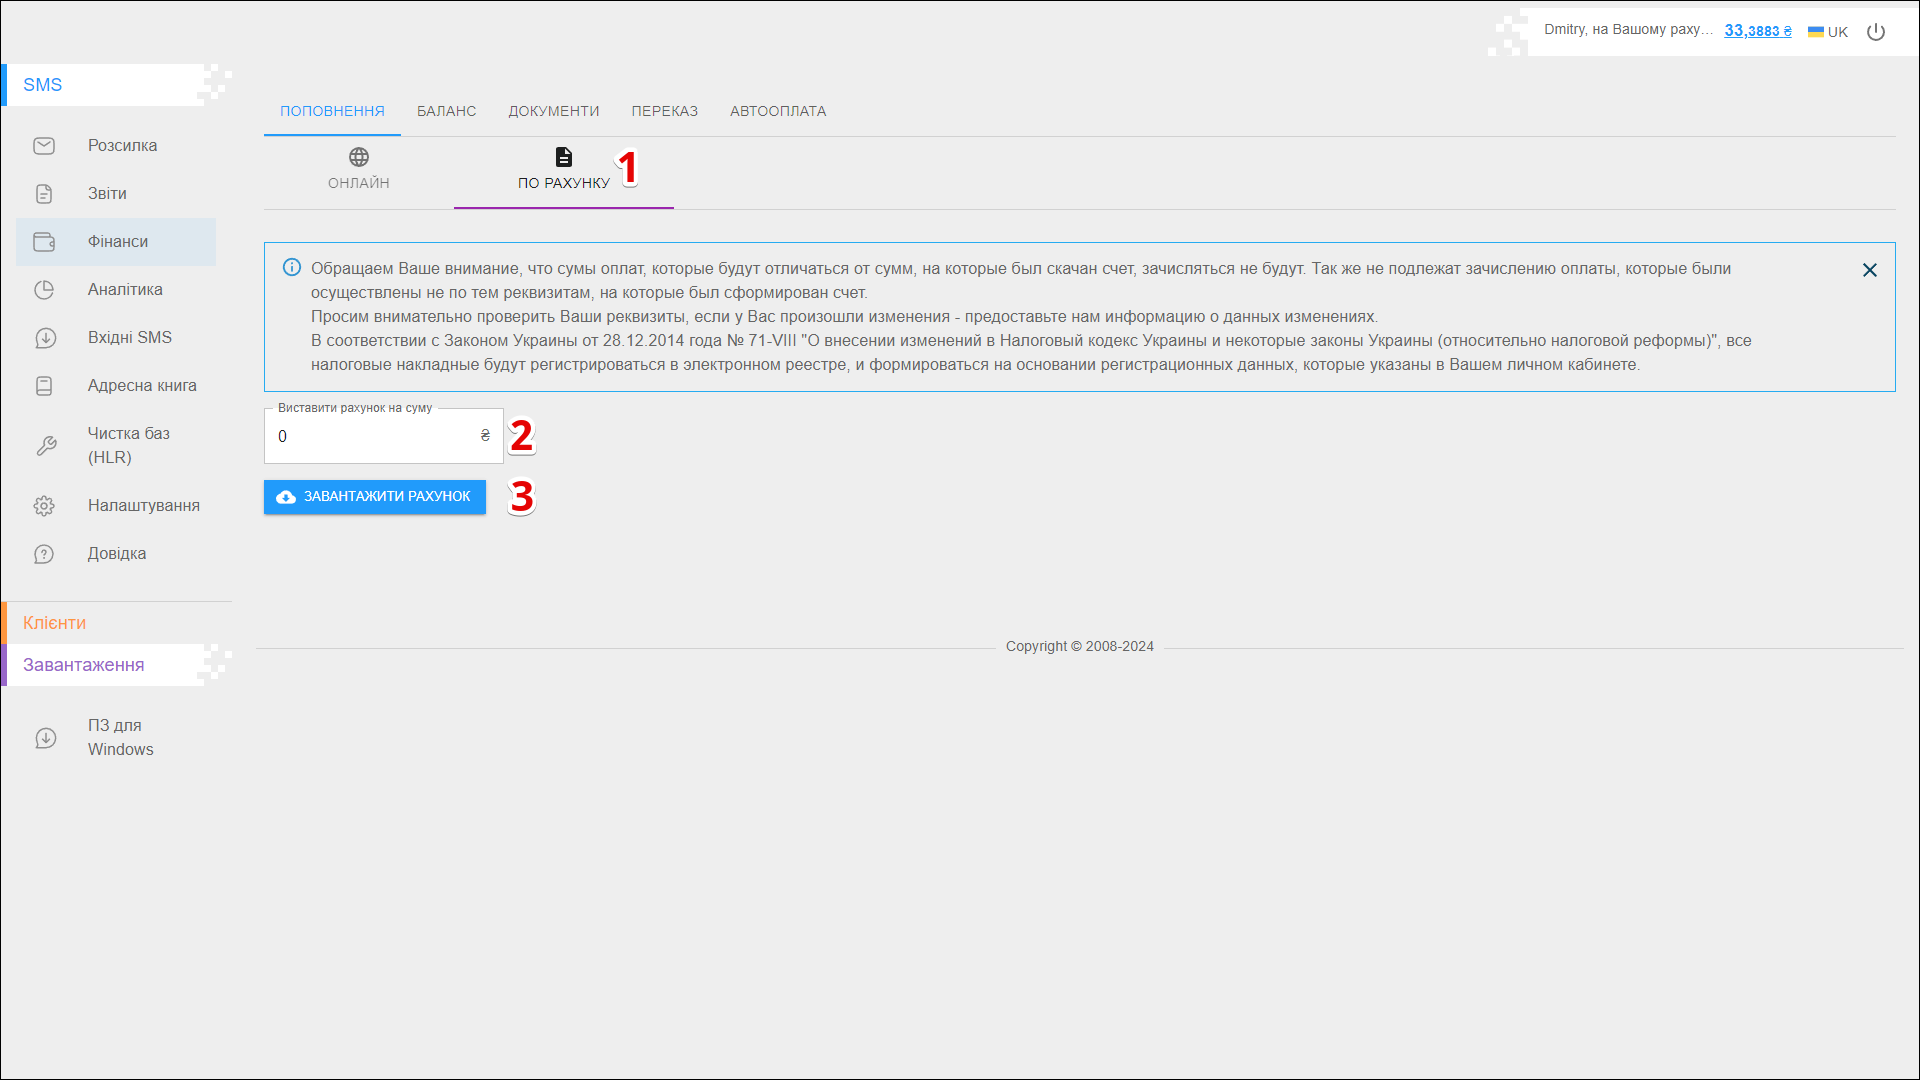 Dmitry, на Вашому раху... 33,3883 ₴ UK
SMS
Розсилка
Звіти
Фінанси
Аналітика
Вхідні SMS
Адресна книга
Чистка баз
(HLR)
Налаштування
Довідка
Клієнти
Завантаження
ПЗ для
Windows
ПОПОВНЕННЯ БАЛАНС ДОКУМЕНТИ ПЕРЕКАЗ АВТООПЛАТА
ОНЛАЙН ПО РАХУНКУ 1
Обращаем Ваше внимание, что сумы оплат, которые будут отличаться от сумм, на которые был скачан счет, зачисляться не будут. Так же не подлежат зачислению оплаты, которые были
осуществлены не по тем реквизитам, на которые был сформирован счет.
Просим внимательно проверить Ваши реквизиты, если у Вас произошли изменения - предоставьте нам информацию о данных изменениях.
В соответствии с Законом Украины от 28.12.2014 года № 71-VIII "О внесении изменений в Налоговый кодекс Украины и некоторые законы Украины (относительно налоговой реформы)", все
налоговые накладные будут регистрироваться в электронном реестре, и формироваться на основании регистрационных данных, которые указаны в Вашем личном кабинете.
Виставити рахунок на суму
0 ₴ 2
ЗАВАНТАЖИТИ РАХУНОК 3
Copyright © 2008-2024